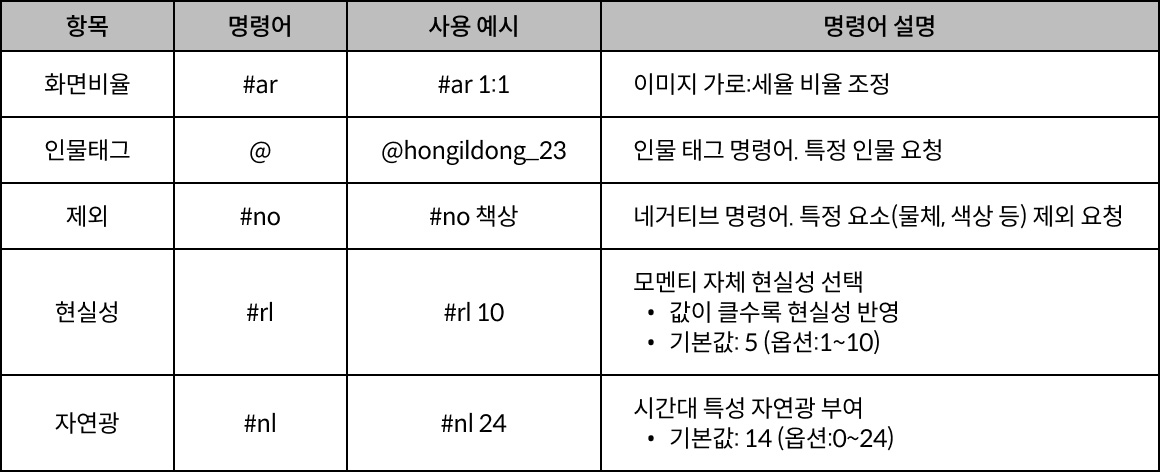 항목 명령어 사용 예시 명령어 설명
화면비율 #ar #ar 1:1 이미지 가로:세율 비율 조정
인물태그 @ @hongildong_23 인물 태그 명령어. 특정 인물 요청
제외 #no #no 책상 네거티브 명령어. 특정 요소(물체, 색상 등) 제외 요청
현실성 #rl #rl 10 모멘티 자체 현실성 선택
• 값이 클수록 현실성 반영
• 기본값: 5 (옵션:1~10)
자연광 #nl #nl 24 시간대 특성 자연광 부여
• 기본값: 14 (옵션:0~24)